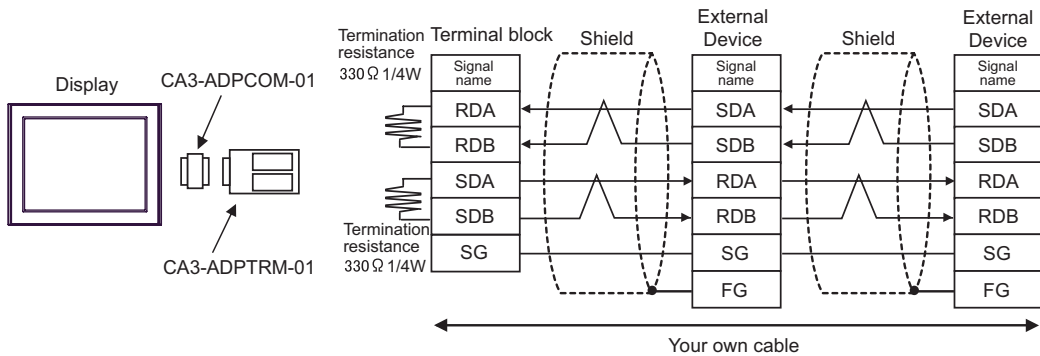 Display
CA3-ADPCOM-01
CA3-ADPTRM-01
Termination
resistance
330Ω 1/4W
Termination
resistance
330Ω 1/4W
Terminal block
Signal
name
RDA
RDB
SDA
SDB
SG
Shield
External
Device
Signal
name
SDA
SDB
RDA
RDB
SG
FG
Shield
External
Device
Signal
name
SDA
SDB
RDA
RDB
SG
FG
Your own cable